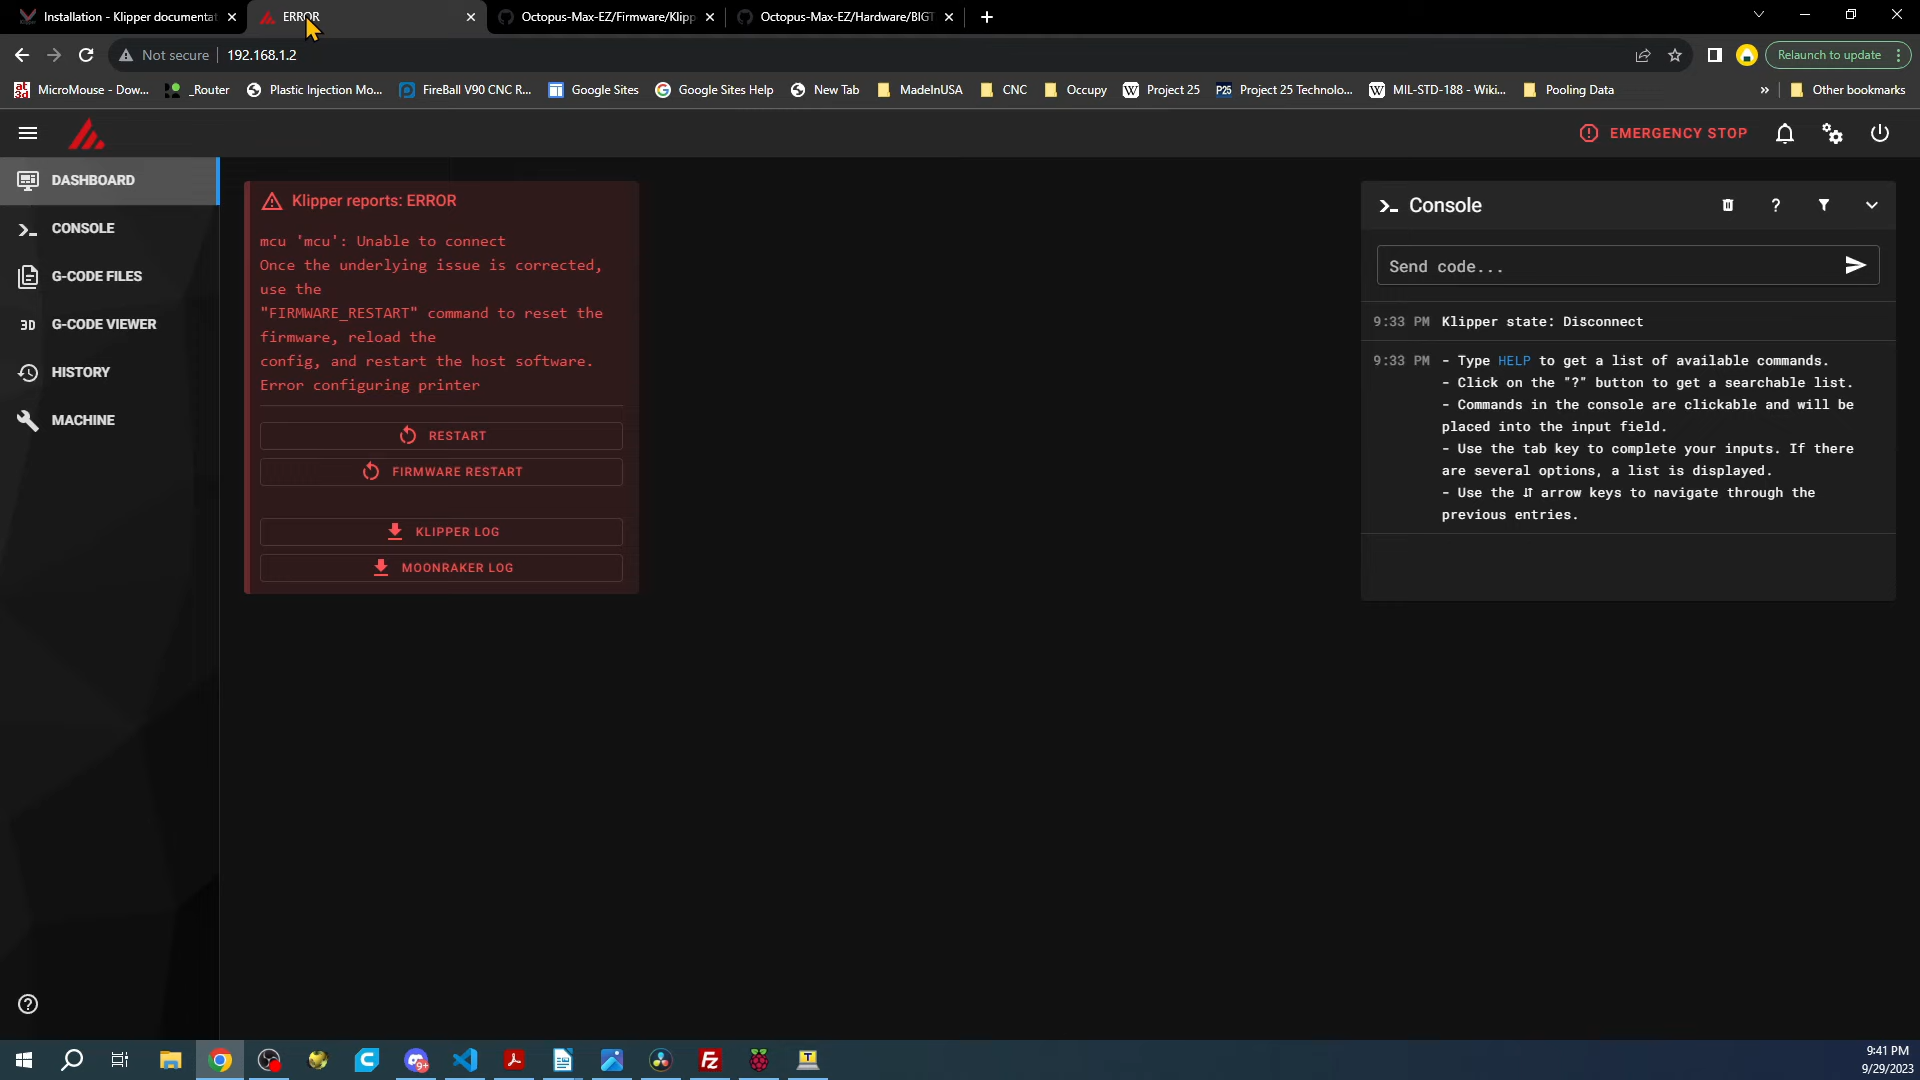 Installation - Klipper documentat
ERROR
Octopus-Max-EZ/Firmware/Klipp
Octopus-Max-EZ/Hardware/BIGT
Not secure
192.168.1.2
Relaunch to update
MicroMouse - Dow...
_Router
Plastic Injection Mo...
FireBall V90 CNC R...
Google Sites
Google Sites Help
New Tab
MadeInUSA
CNC
Occupy
Project 25
P25
Project 25 Technolo...
MIL-STD-188 - Wiki...
Pooling Data
»
Other bookmarks
EMERGENCY STOP
DASHBOARD
CONSOLE
G-CODE FILES
3D
G-CODE VIEWER
HISTORY
MACHINE
Klipper reports: ERROR
mcu 'mcu': Unable to connect
Once the underlying issue is corrected,
use the
"FIRMWARE_RESTART" command to reset the
firmware, reload the
config, and restart the host software.
Error configuring printer
RESTART
FIRMWARE RESTART
KLIPPER LOG
MOONRAKER LOG
Console
Send code...
9:33 PM Klipper state: Disconnect
9:33 PM - Type HELP to get a list of available commands.
- Click on the "?" button to get a searchable list.
- Commands in the console are clickable and will be
placed into the input field.
- Use the tab key to complete your inputs. If there
are several options, a list is displayed.
- Use the ⇵ arrow keys to navigate through the
previous entries.
9:41 PM
9/29/2023